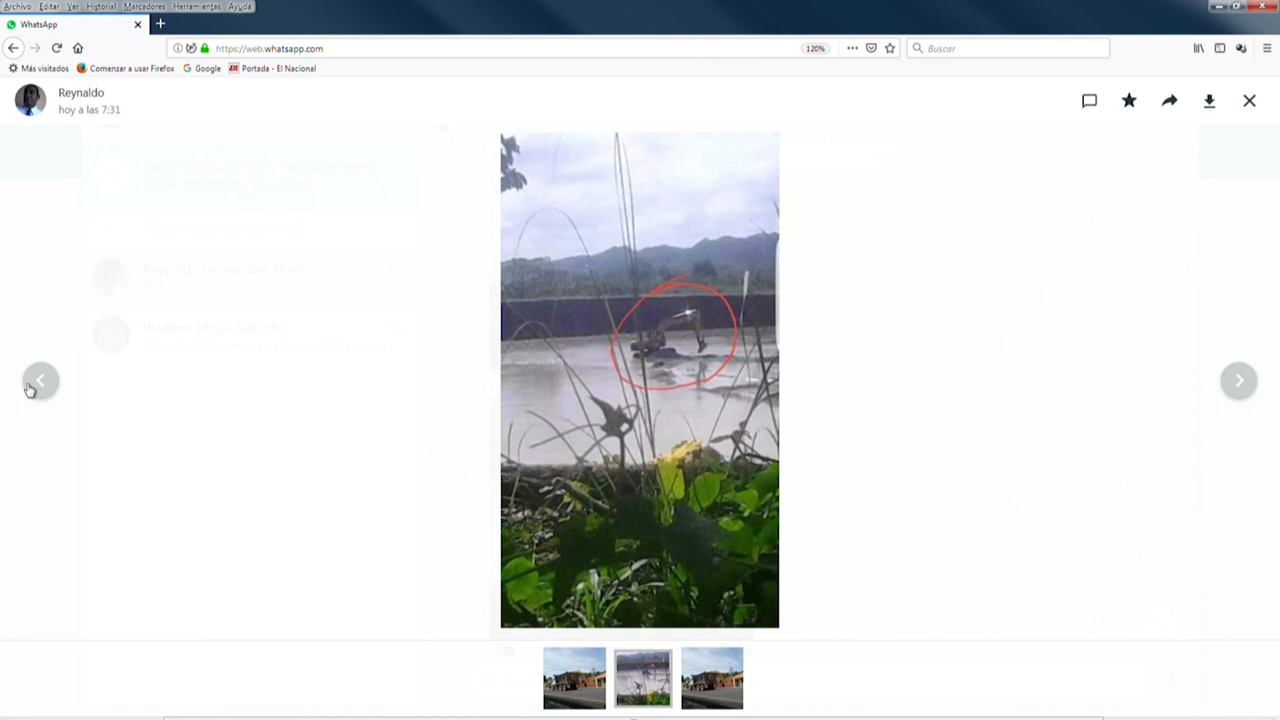 Archivo Editar Ver Historial Marcadores Herramientas Ayuda
WhatsApp
https://web.whatsapp.com
120%
Buscar
Más visitados Comenzar a usar Firefox Google Portada - El Nacional
Reynaldo
hoy a las 7:31